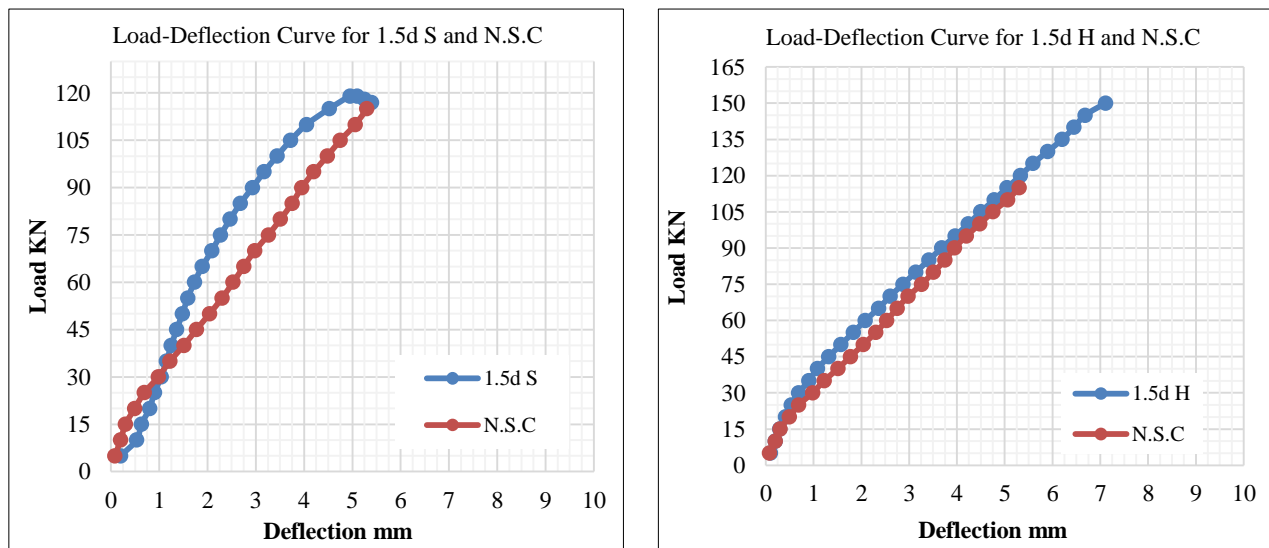 Load-Deflection Curve for 1.5d S and N.S.C
120
105
90
75
60
45
30
15
0
Load KN
0 1 2 3 4 5 6 7 8 9 10
Deflection mm
1.5d S
N.S.C
Load-Deflection Curve for 1.5d H and N.S.C
165
150
135
120
105
90
75
60
45
30
15
0
Load KN
0 1 2 3 4 5 6 7 8 9 10
Deflection mm
1.5d H
N.S.C